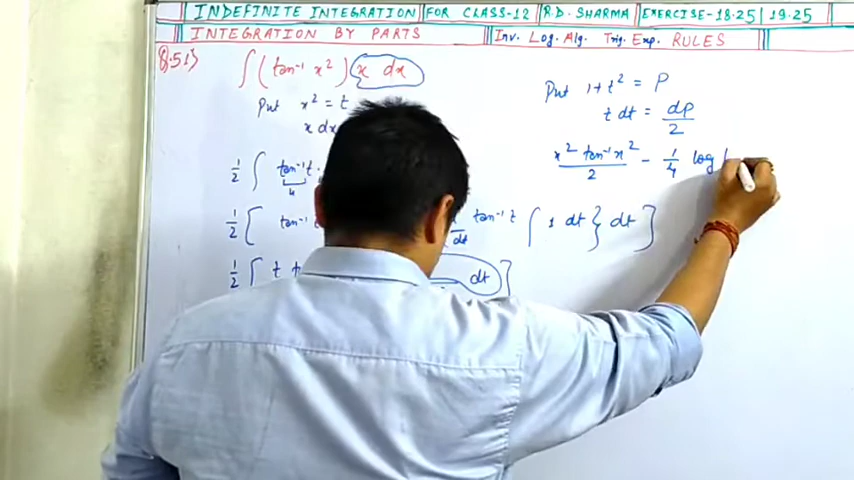 INDEFINITE INTEGRATION FOR CLASS-12 R.D. SHARMA EXERCISE-18.25 19.25
INTEGRATION BY PARTS Inv. Log. Alg. Trig. Exp. RULES
Q.51) ∫ (tan⁻¹ x²) x dx
Put x² = t
x dx
1/2 ∫ tan⁻¹ t ·
1/2 [ tan⁻¹ /dt tan⁻¹ t ∫ 1 dt } dt ]
1/2 [ t dt ]
Put 1+t² = P
t dt = dp/2
x² tan⁻¹ x² / 2 - 1/4 log |